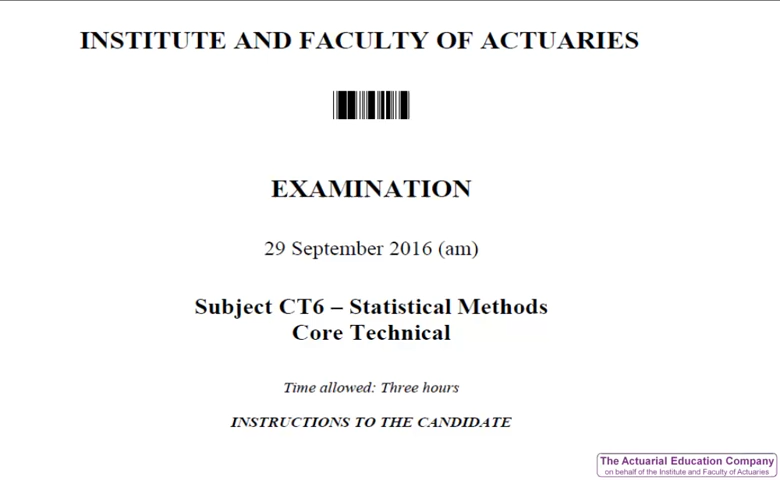 INSTITUTE AND FACULTY OF ACTUARIES
EXAMINATION
29 September 2016 (am)
Subject CT6 – Statistical Methods
Core Technical
Time allowed: Three hours
INSTRUCTIONS TO THE CANDIDATE
The Actuarial Education Company
on behalf of the Institute and Faculty of Actuaries